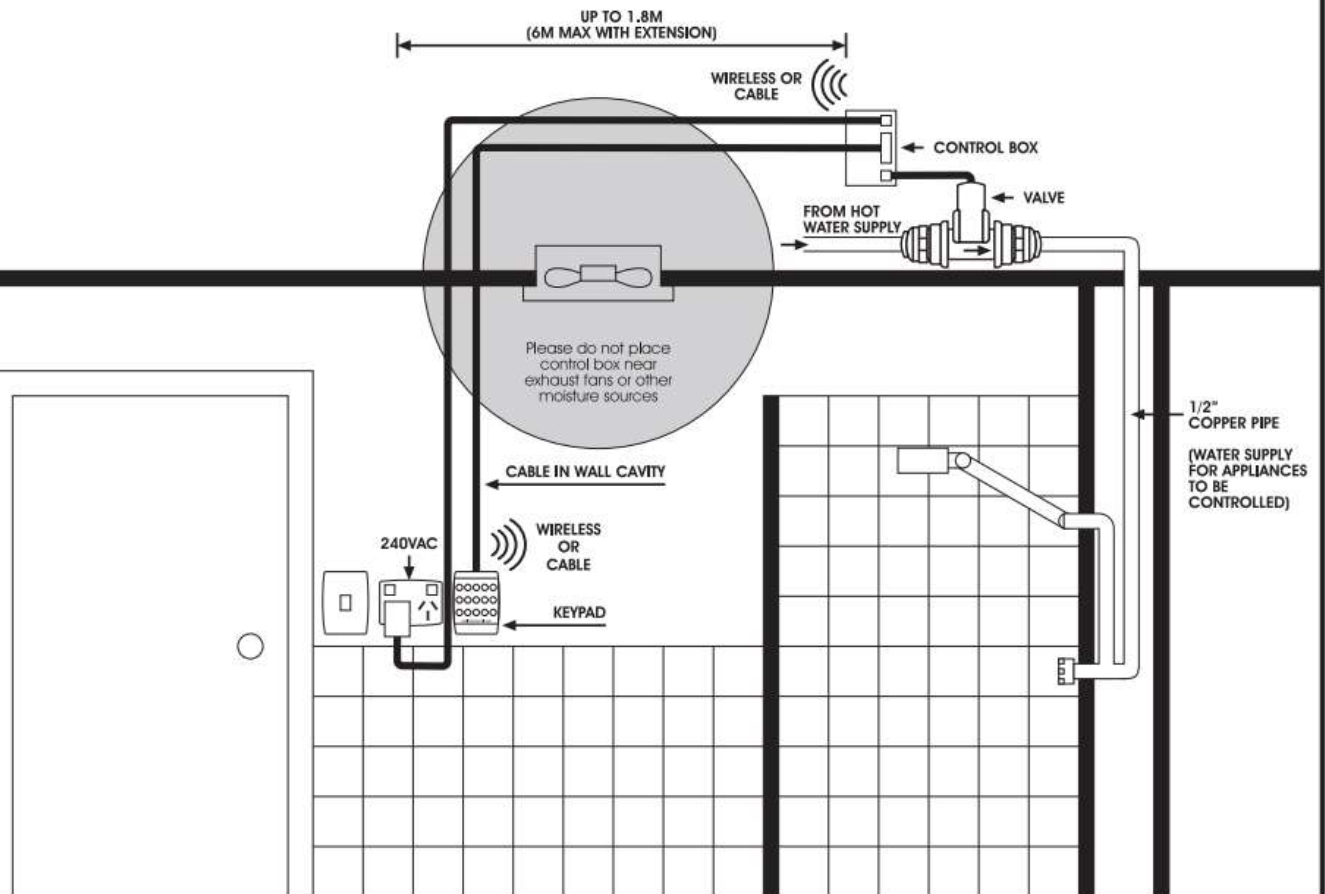 UP TO 1.8M
(6M MAX WITH EXTENSION)
WIRELESS OR
CABLE
CONTROL BOX
VALVE
FROM HOT
WATER SUPPLY
Please do not place
control box near
exhaust fans or other
moisture sources
1/2"
COPPER PIPE
(WATER SUPPLY
FOR APPLIANCES
TO BE
CONTROLLED)
CABLE IN WALL CAVITY
WIRELESS
OR
CABLE
240VAC
KEYPAD